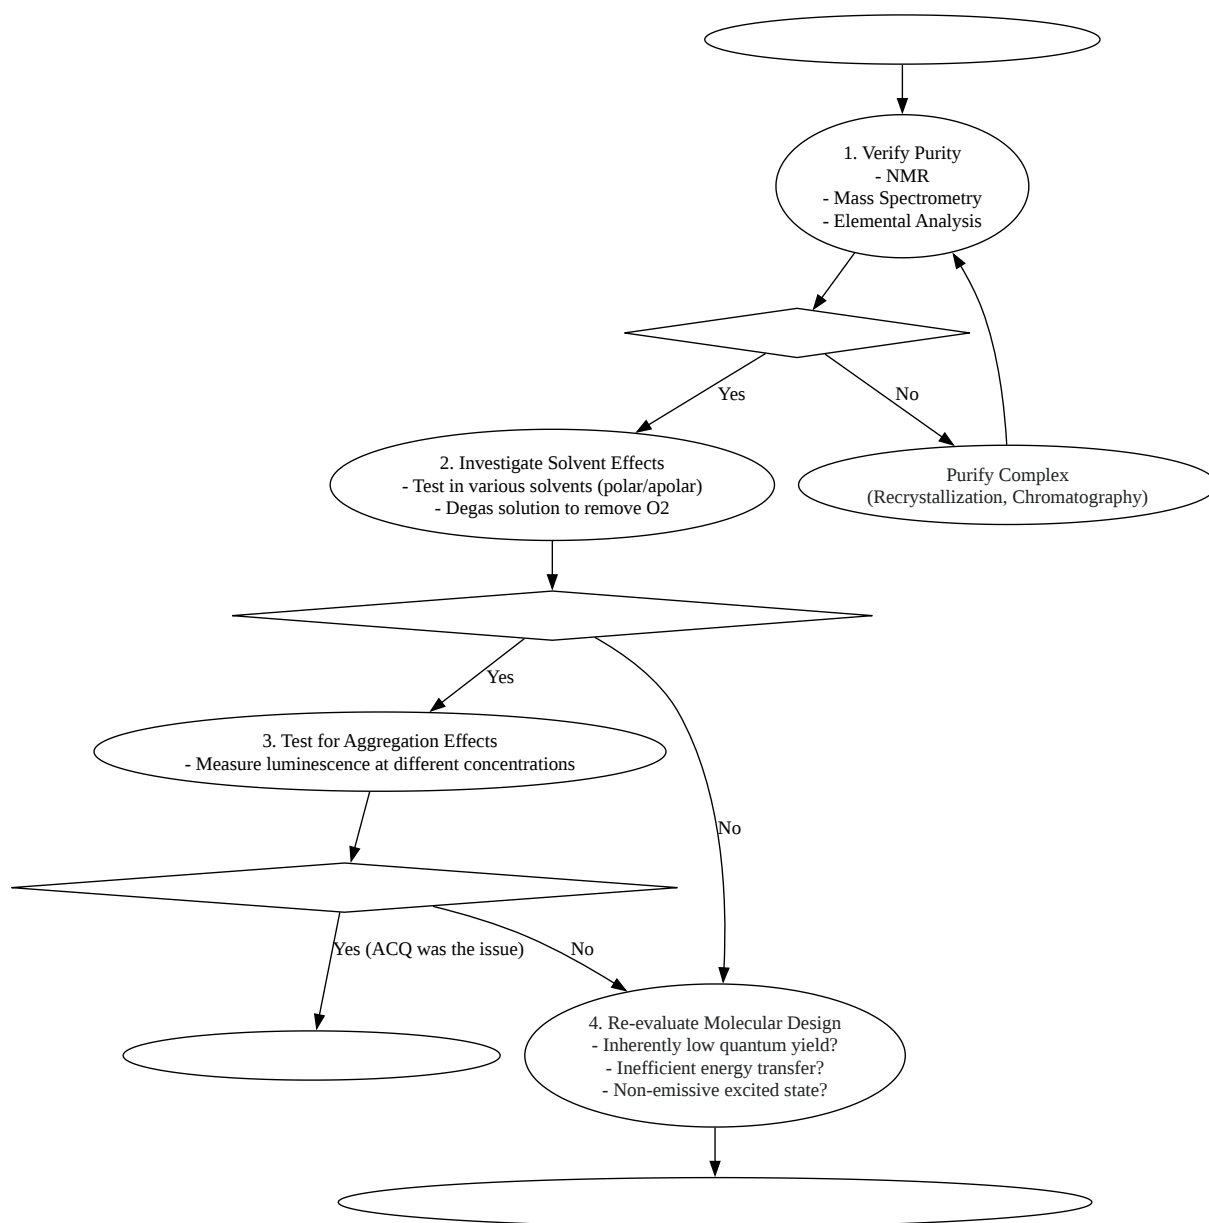 1. Verify Purity
- NMR
- Mass Spectrometry
- Elemental Analysis
Yes
No
2. Investigate Solvent Effects
- Test in various solvents (polar/apolar)
- Degas solution to remove O2
Purify Complex
(Recrystallization, Chromatography)
Yes
3. Test for Aggregation Effects
- Measure luminescence at different concentrations
No
Yes (ACQ was the issue)
No
4. Re-evaluate Molecular Design
- Inherently low quantum yield?
- Inefficient energy transfer?
- Non-emissive excited state?